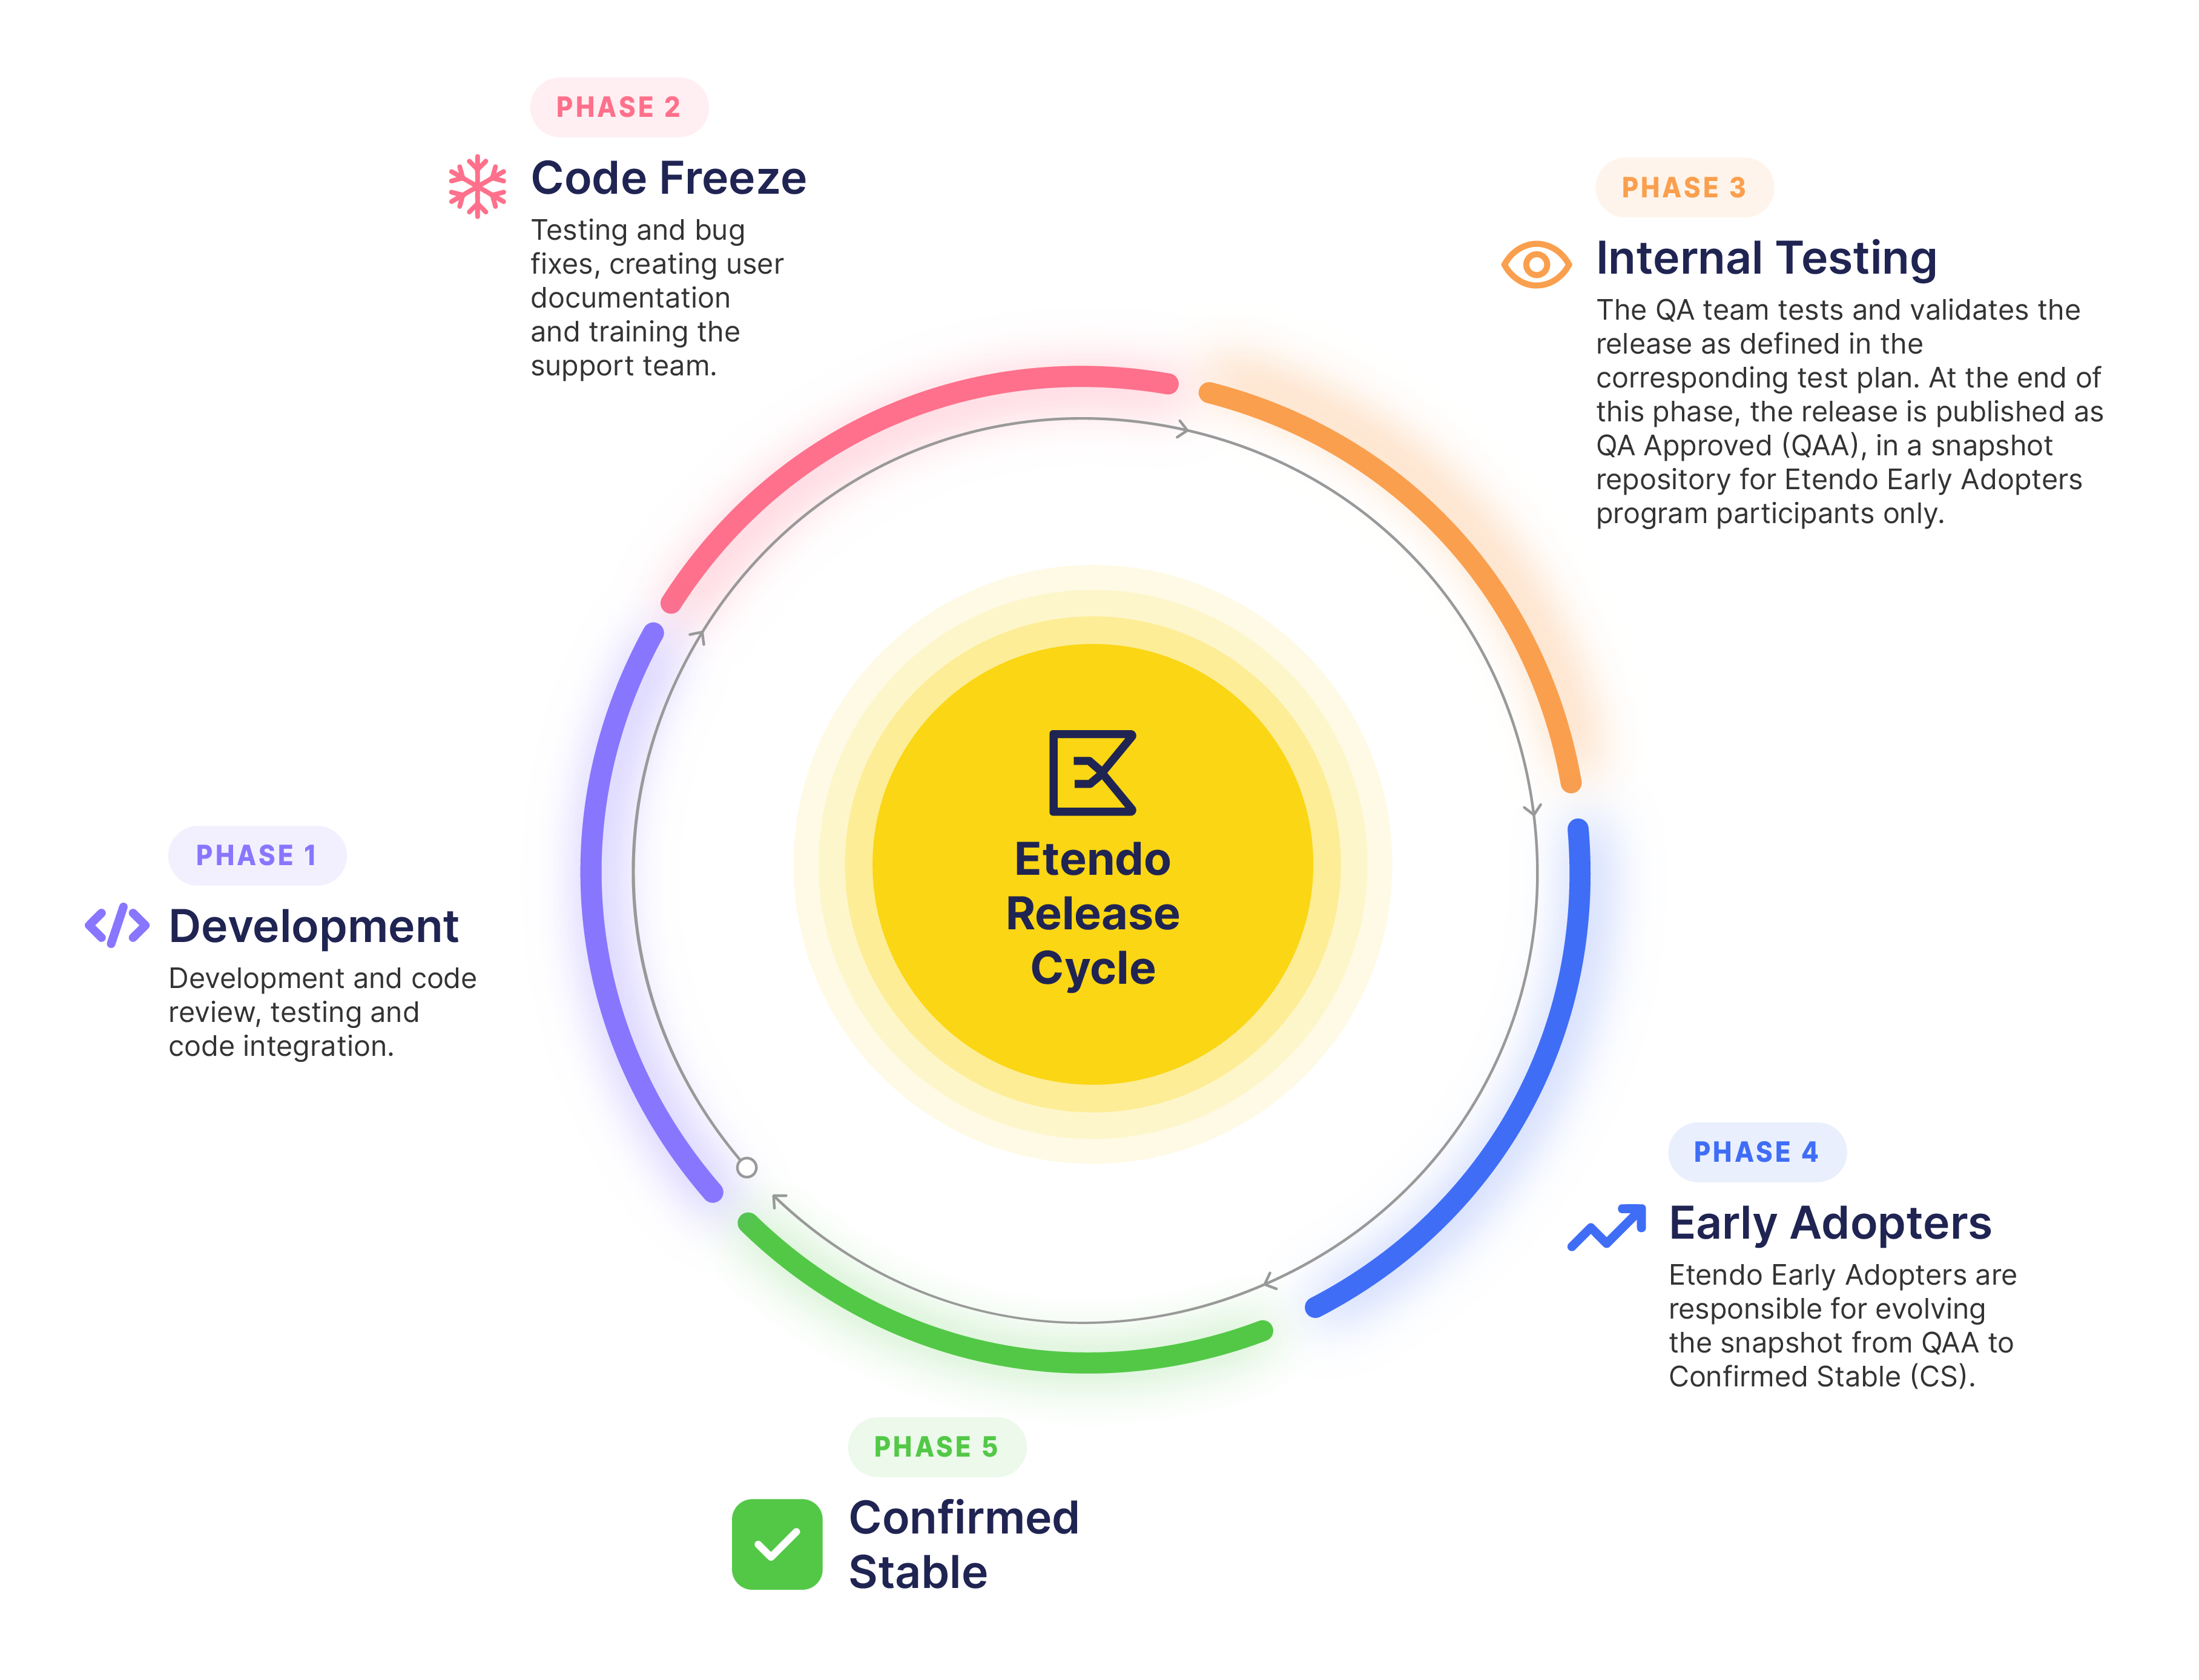 PHASE 2
Code Freeze
Testing and bug
fixes, creating user
documentation
and training the
support team.
PHASE 3
Internal Testing
The QA team tests and validates the
release as defined in the
corresponding test plan. At the end of
this phase, the release is published as
QA Approved (QAA), in a snapshot
repository for Etendo Early Adopters
program participants only.
Etendo
Release
Cycle
PHASE 1
Development
Development and code
review, testing and
code integration.
PHASE 4
Early Adopters
Etendo Early Adopters are
responsible for evolving
the snapshot from QAA to
Confirmed Stable (CS).
PHASE 5
Confirmed
Stable